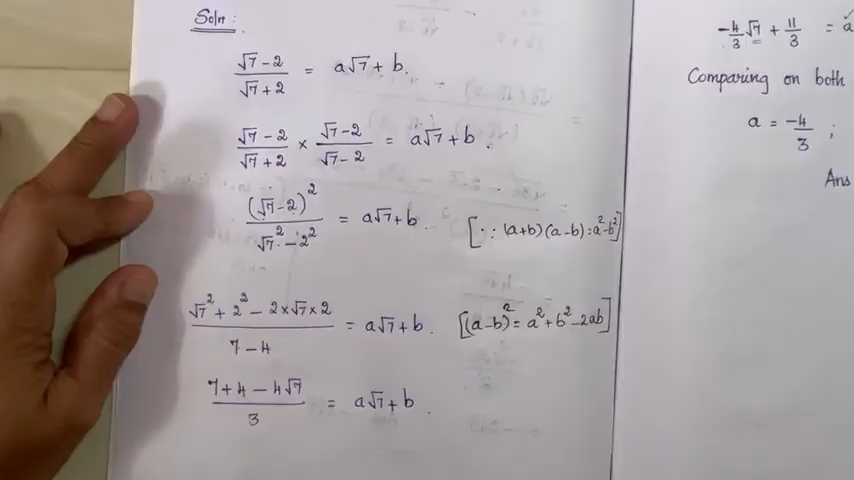 Soln:
(√7-2)/(√7+2) = a√7+b.
(√7-2)/(√7+2) × (√7-2)/(√7-2) = a√7+b.
(√7-2)²/(√7²-2²) = a√7+b. [∵ (a+b)(a-b)=a²-b²]
(√7²+2²-2×√7×2)/(7-4) = a√7+b. [(a-b)²=a²+b²-2ab]
(7+4-4√7)/3 = a√7+b.
-4/3√7 + 11/3 = a
Comparing on both
a = -4/3 ;
Ans